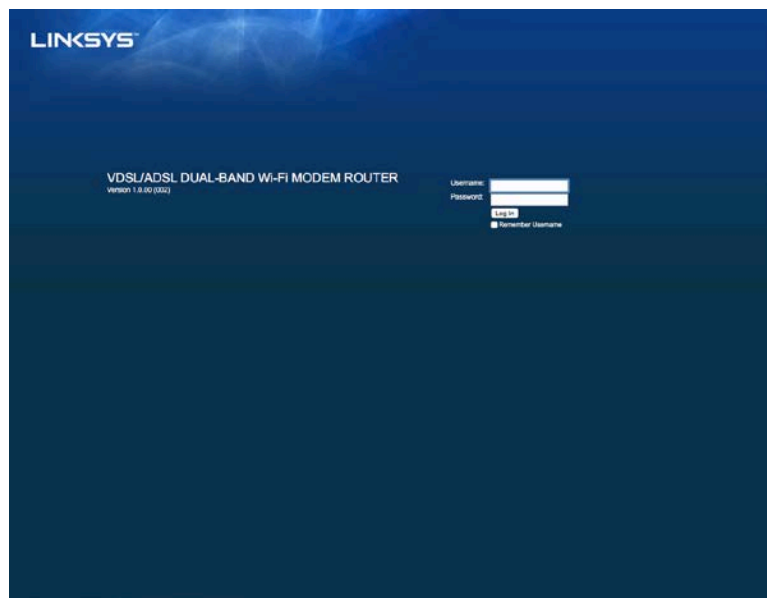 LINKSYS
VDSL/ADSL DUAL-BAND Wi-Fi MODEM ROUTER
Version 1.0.00 (002)
Username:
Password:
Log In
Remember Username